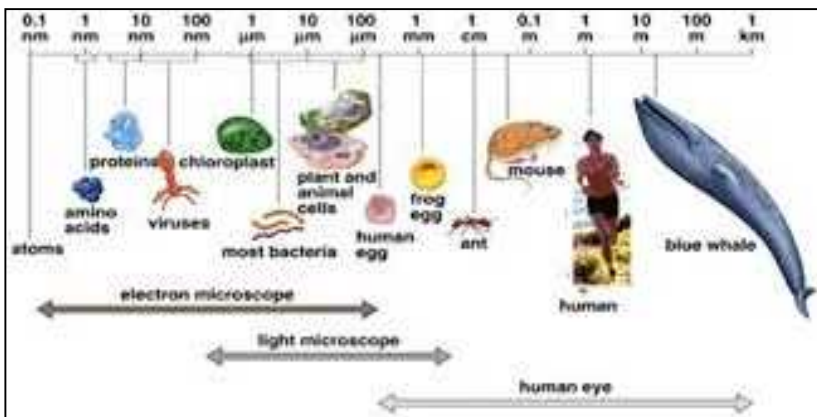 0.1 1 10 100 1 10 100 1 1 0.1 1 10 100 1
nm nm nm nm µm µm µm mm cm m m m m km
proteins
chloroplast
mouse
amino
acids
viruses
plant and
animal
cells
frog
egg
atoms
most bacteria
human
egg
ant
blue whale
human
electron microscope
light microscope
human eye